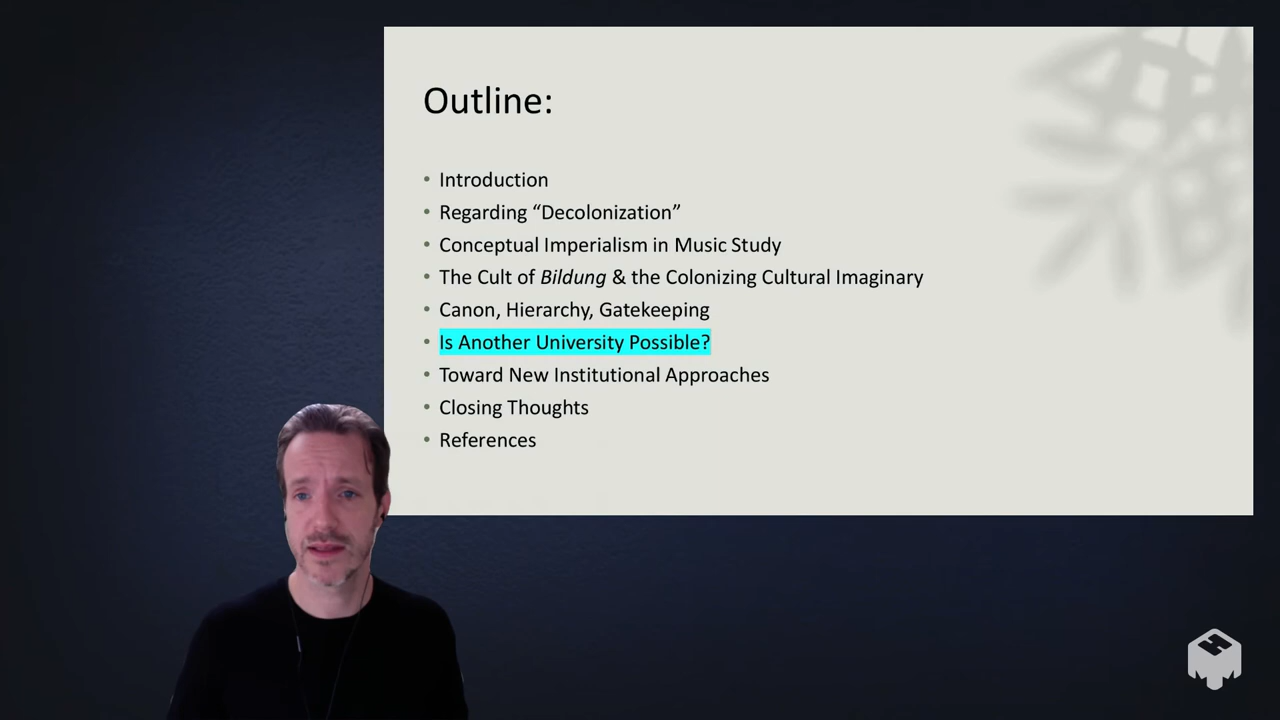 Outline:
• Introduction
• Regarding “Decolonization”
• Conceptual Imperialism in Music Study
• The Cult of Bildung & the Colonizing Cultural Imaginary
• Canon, Hierarchy, Gatekeeping
• Is Another University Possible?
• Toward New Institutional Approaches
• Closing Thoughts
• References